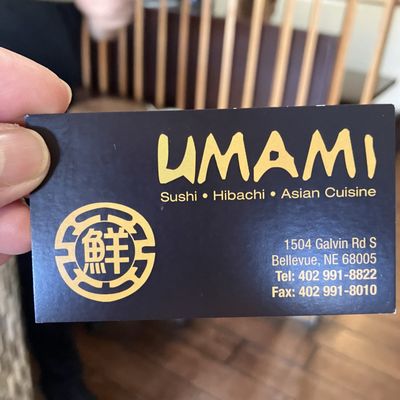 UMAMI
Sushi • Hibachi • Asian Cuisine
鮮
1504 Galvin Rd S
Bellevue, NE 68005
Tel: 402 991-8822
Fax: 402 991-8010